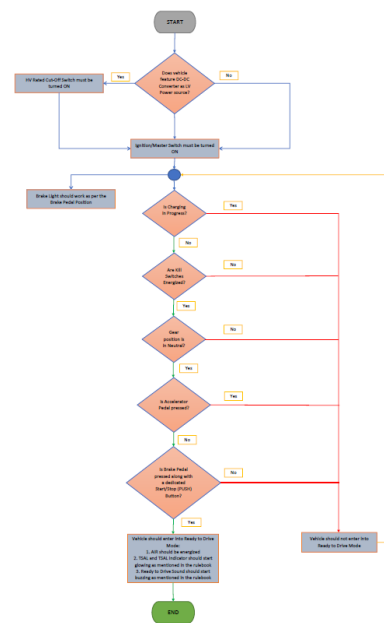 START
Does vehicle
feature DC-DC
Converter as LV
Power source?
Yes
No
HV Rated Cut-Off Switch must be
turned ON
Ignition/Master Switch must be turned
ON
Brake Light should work as per the
Brake Pedal Position
Is Charging
In Progress?
Yes
No
Are Kill
Switches
Energized?
No
Yes
Gear
position is
in Neutral?
No
Yes
Is Accelerator
Pedal pressed?
Yes
No
Is Brake Pedal
pressed along with
a dedicated
Start/Stop (PUSH)
Button?
No
Yes
Vehicle should enter into Ready to Drive
Mode:
1. AIR should be energized
2. TSAL and TSAL Indicator should start
glowing as mentioned in the rulebook
3. Ready to Drive Sound should start
buzzing as mentioned in the rulebook
Vehicle should not enter into
Ready to Drive Mode
END